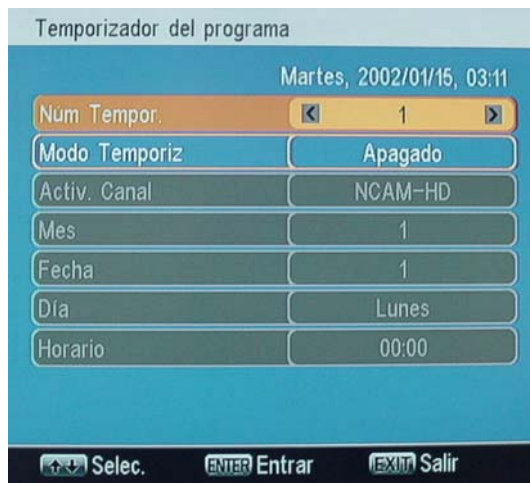 Temporizador del programa
Martes, 2002/01/15, 03:11
Núm Tempor. 1
Modo Temporiz Apagado
Activ. Canal NCAM-HD
Mes 1
Fecha 1
Día Lunes
Horario 00:00
Selec. ENTER Entrar EXIT Salir